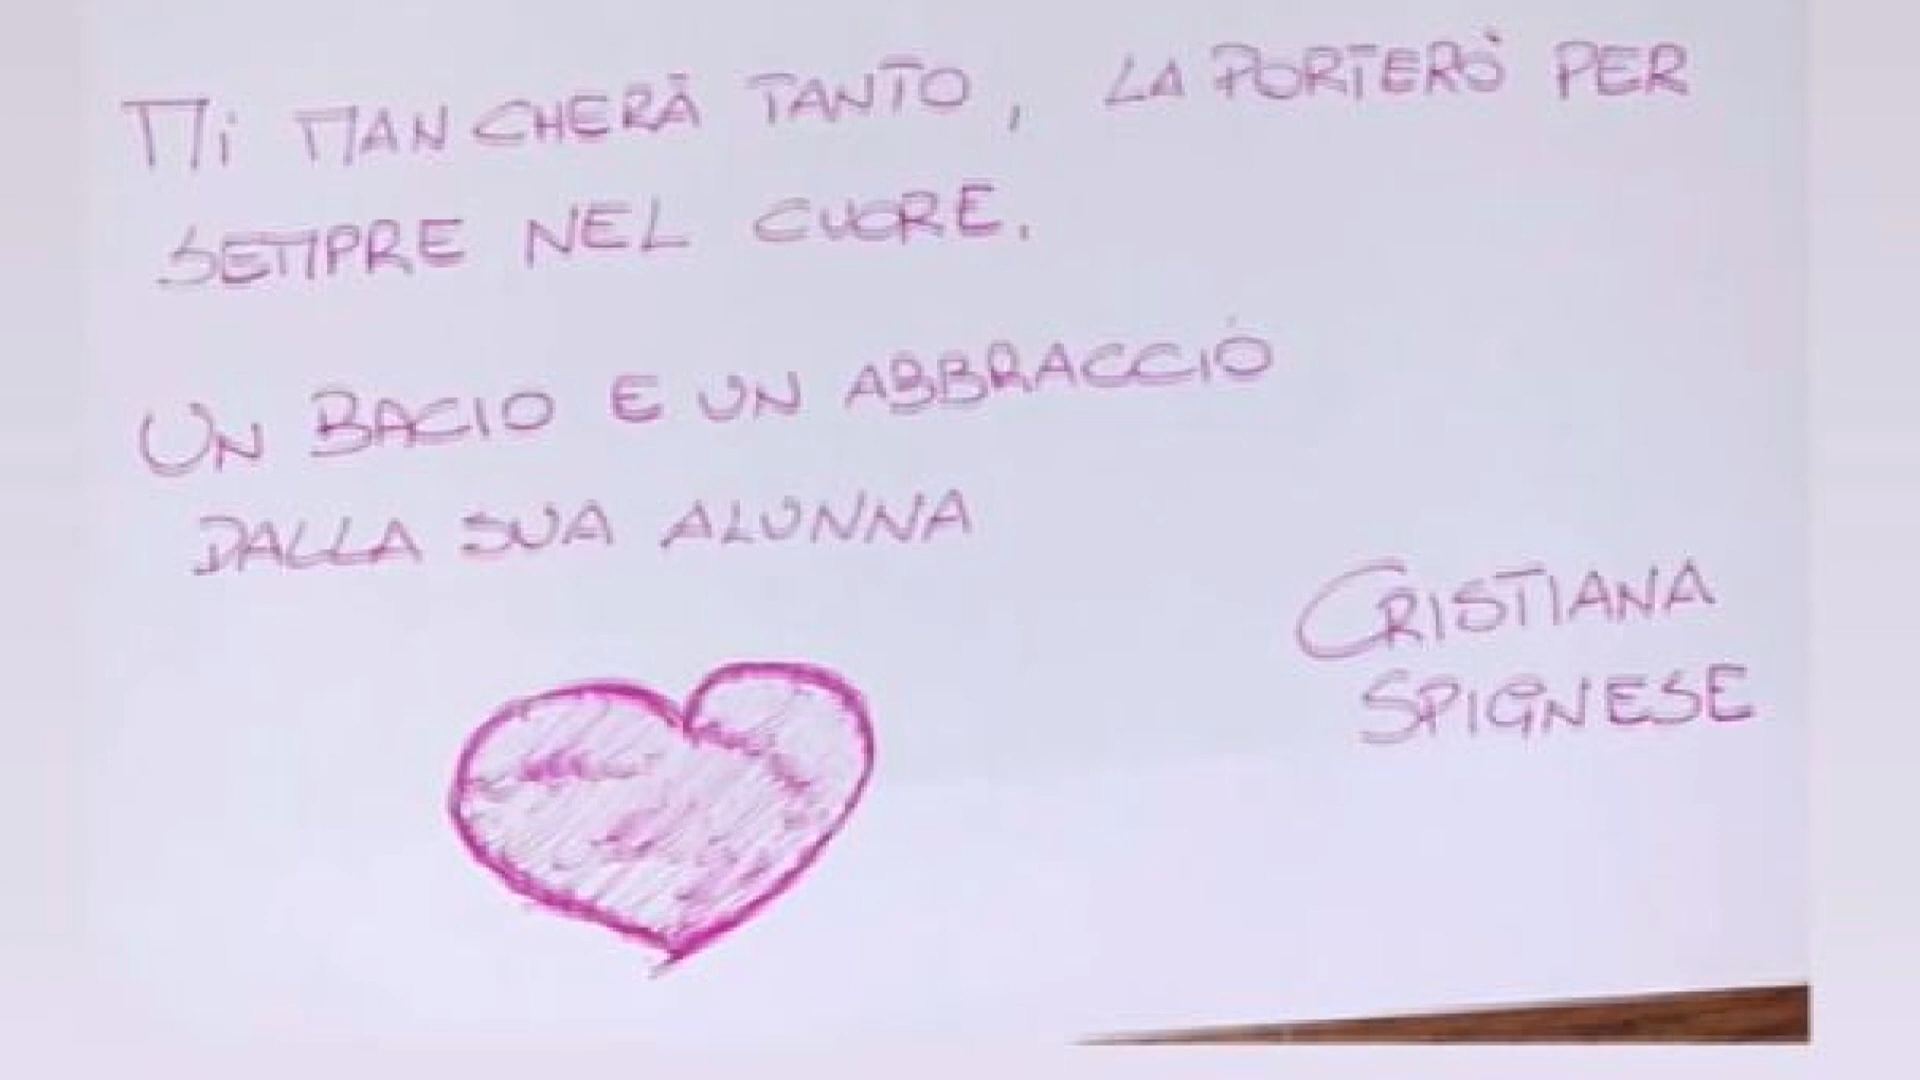 Mi MANCHERÀ TANTO, LA PORTERÒ PER
SEMPRE NEL CUORE.
UN BACIO E UN ABBRACCIO
DALLA SUA ALUNNA
CRISTIANA
SPIGNESE